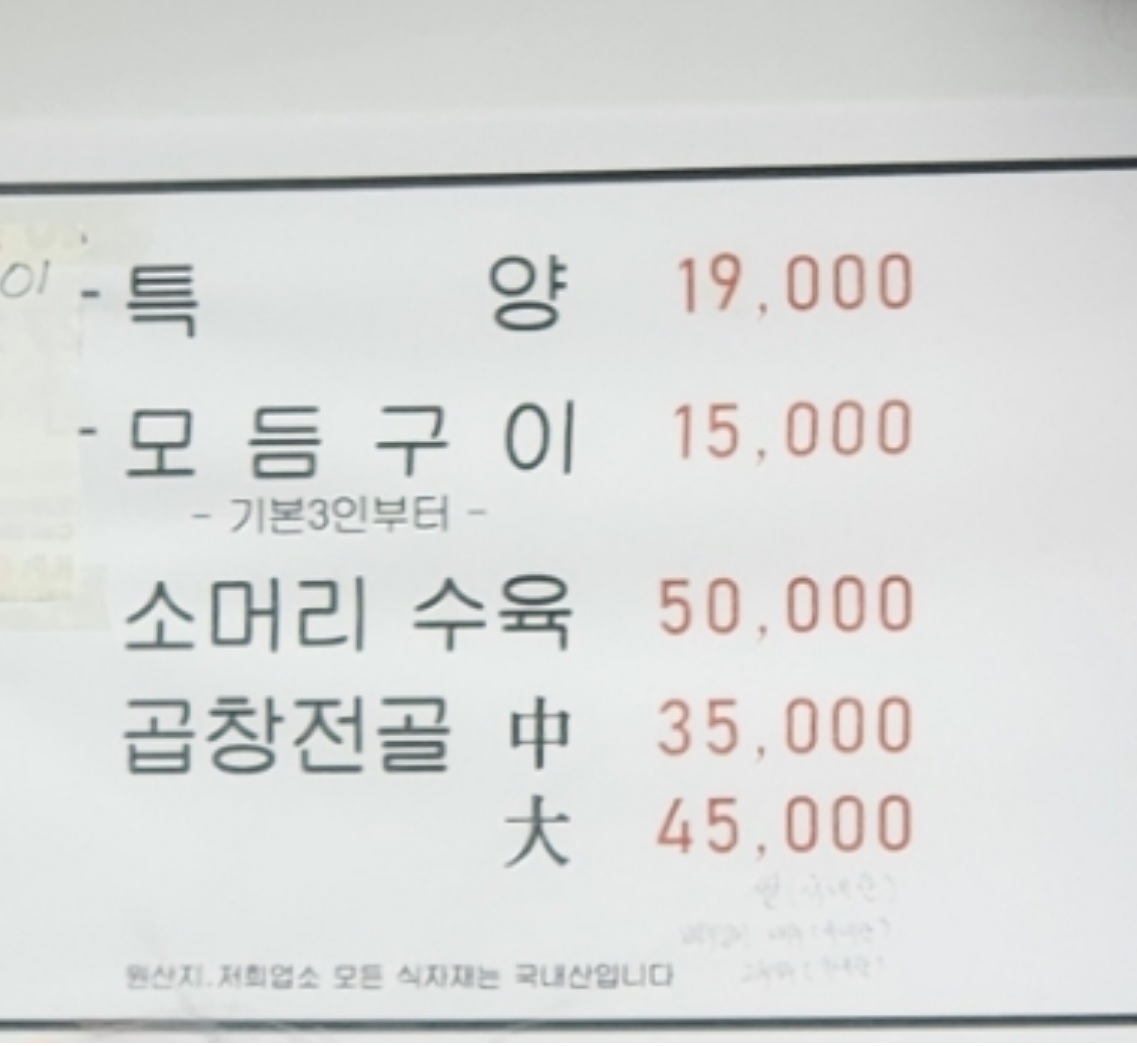 이 - 특 양 19,000
- 모 듬 구 이 15,000
- 기본3인부터 -
소머리 수육 50,000
곱창전골 中 35,000
大 45,000
원산지.저희업소 모든 식자재는 국내산입니다